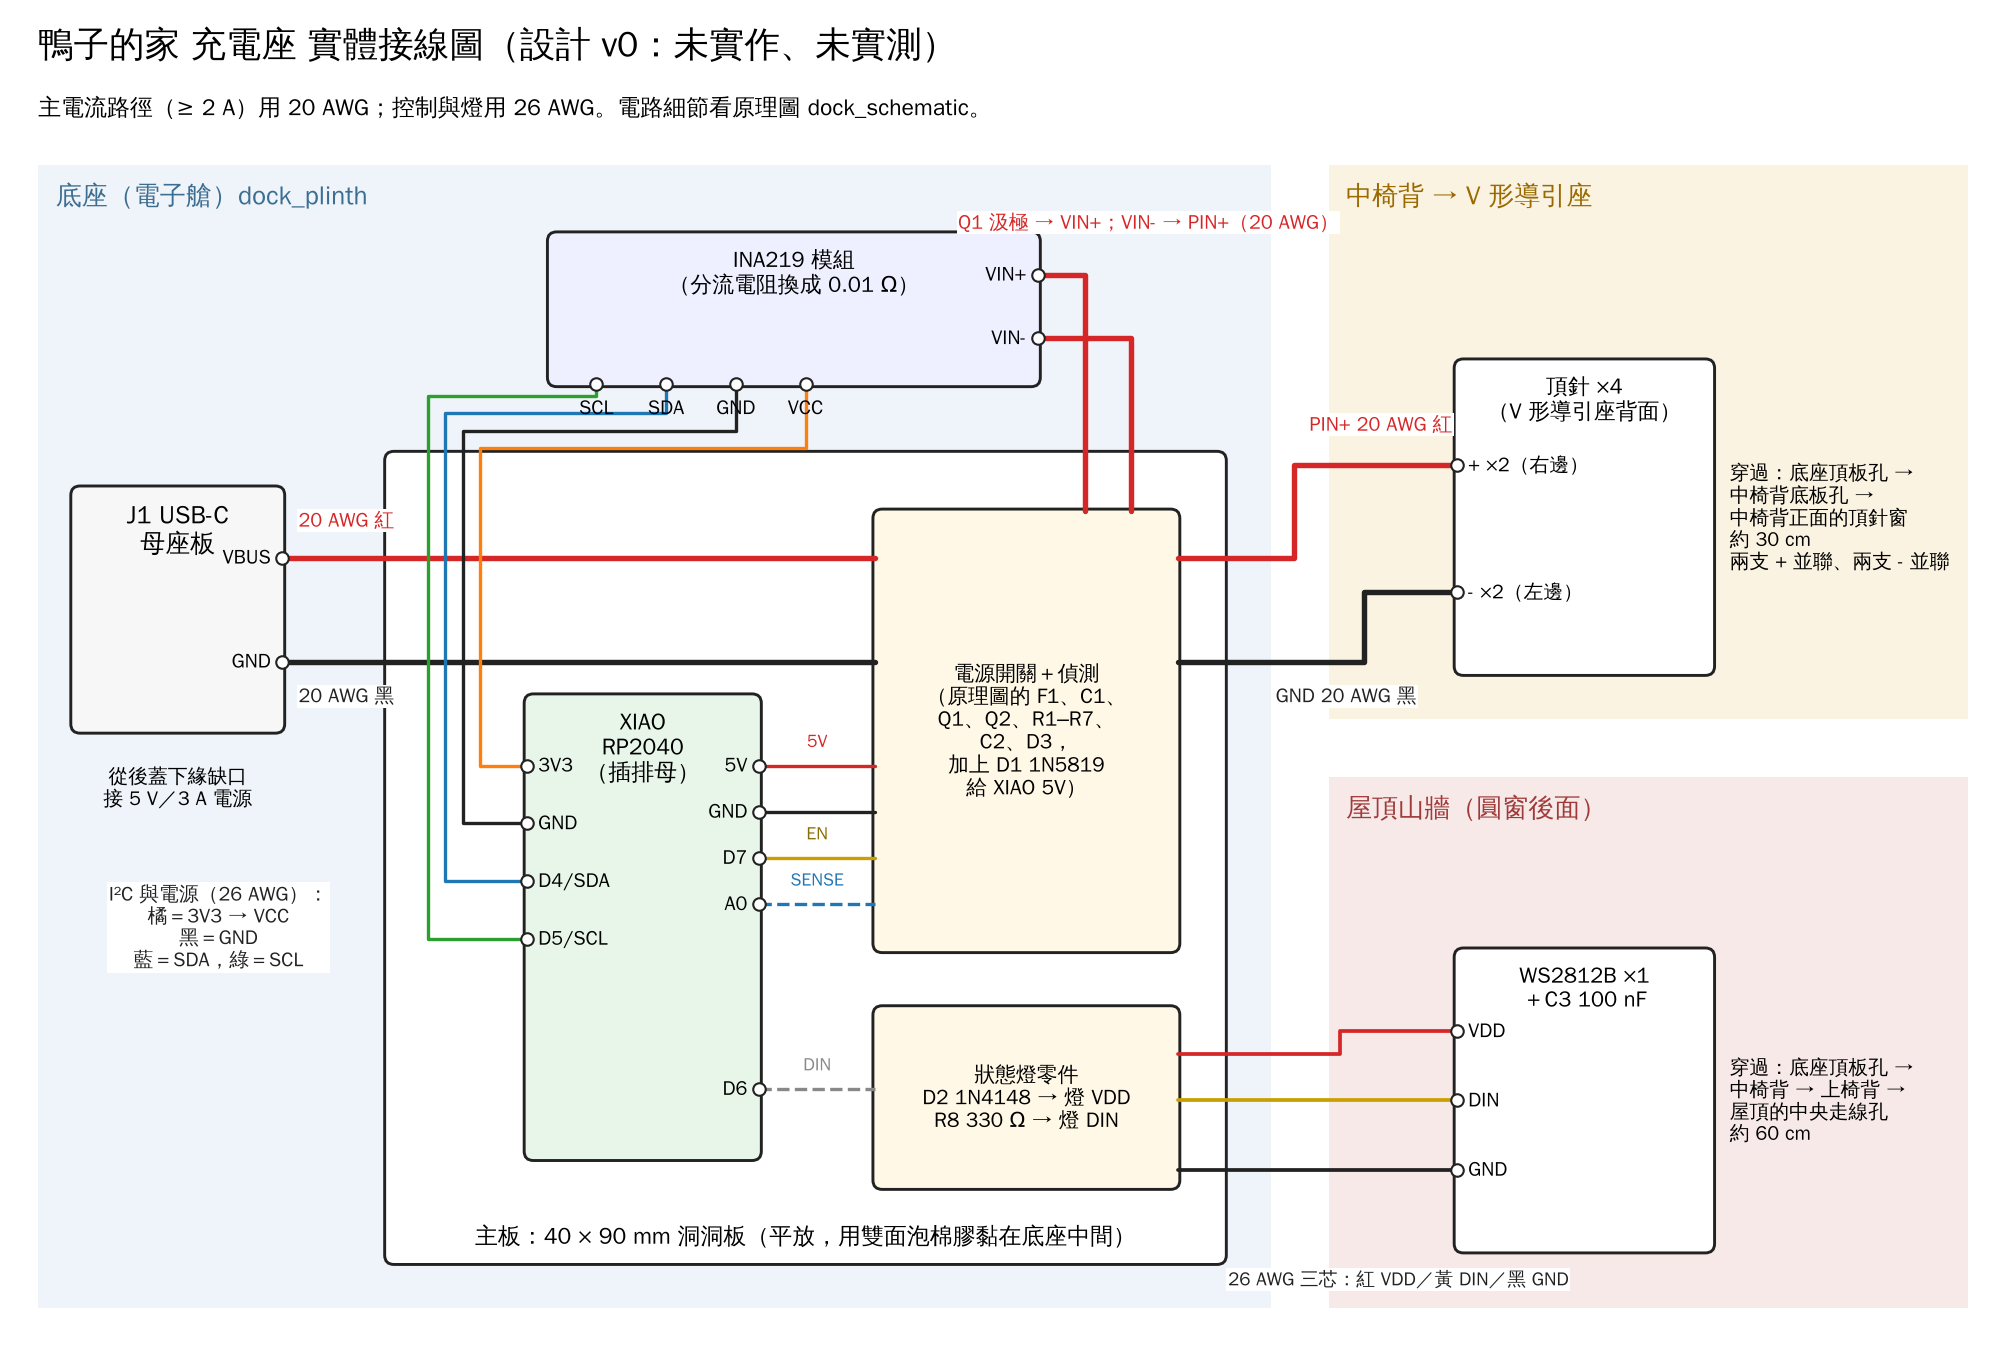 鴨子的家 充電座 實體接線圖（設計 v0：未實作、未實測）
主電流路徑（≥ 2 A）用 20 AWG；控制與燈用 26 AWG。電路細節看原理圖 dock_schematic。
底座（電子艙）dock_plinth
Q1 汲極 → VIN+；VIN- → PIN+（20 AWG）
INA219 模組
（分流電阻換成 0.01 Ω）
VIN+
VIN-
SCL
SDA
GND
VCC
J1 USB-C
母座板
VBUS
GND
20 AWG 紅
20 AWG 黑
從後蓋下緣缺口
接 5 V／3 A 電源
I²C 與電源（26 AWG）：
橘＝3V3 → VCC
黑＝GND
藍＝SDA，綠＝SCL
XIAO
RP2040
（插排母）
3V3
GND
D4/SDA
D5/SCL
5V
GND
D7
A0
D6
5V
EN
SENSE
DIN
電源開關＋偵測
（原理圖的 F1、C1、
Q1、Q2、R1–R7、
C2、D3，
加上 D1 1N5819
給 XIAO 5V）
狀態燈零件
D2 1N4148 → 燈 VDD
R8 330 Ω → 燈 DIN
主板：40 × 90 mm 洞洞板（平放，用雙面泡棉膠黏在底座中間）
中椅背 → V 形導引座
PIN+ 20 AWG 紅
GND 20 AWG 黑
頂針 ×4
（V 形導引座背面）
+ ×2（右邊）
- ×2（左邊）
穿過：底座頂板孔 →
中椅背底板孔 →
中椅背正面的頂針窗
約 30 cm
兩支 + 並聯、兩支 - 並聯
屋頂山牆（圓窗後面）
WS2812B ×1
＋C3 100 nF
VDD
DIN
GND
穿過：底座頂板孔 →
中椅背 → 上椅背 →
屋頂的中央走線孔
約 60 cm
26 AWG 三芯：紅 VDD／黃 DIN／黑 GND